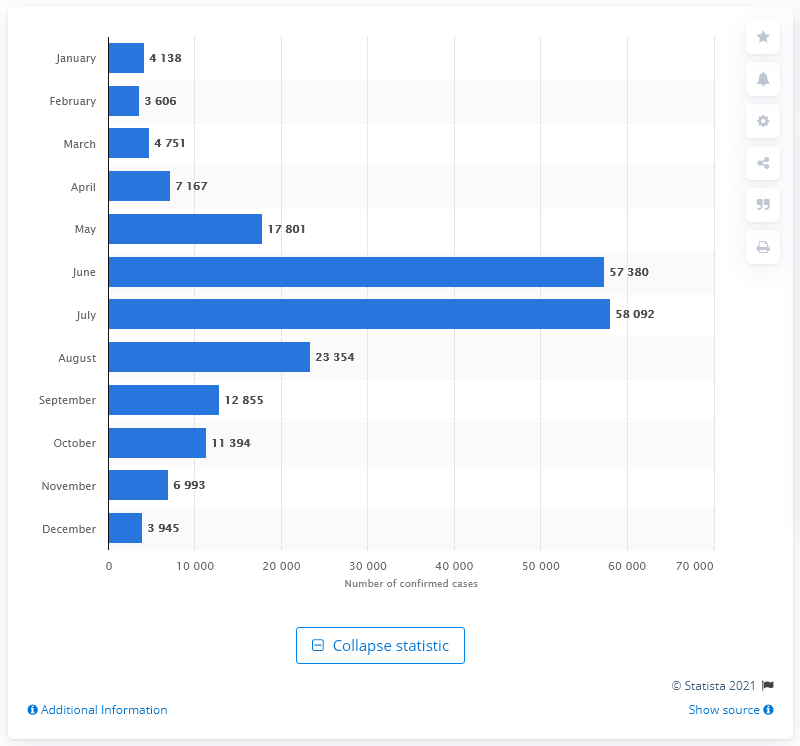 January 4 138
February 3 606
March 4 751
April 7 167
May 17 801
June 57 380
July 58 092
August 23 354
September 12 855
October 11 394
November 6 993
December 3 945
0 10 000 20 000 30 000 40 000 50 000 60 000 70 000
Number of confirmed cases
Collapse statistic
© Statista 2021
Additional Information Show source